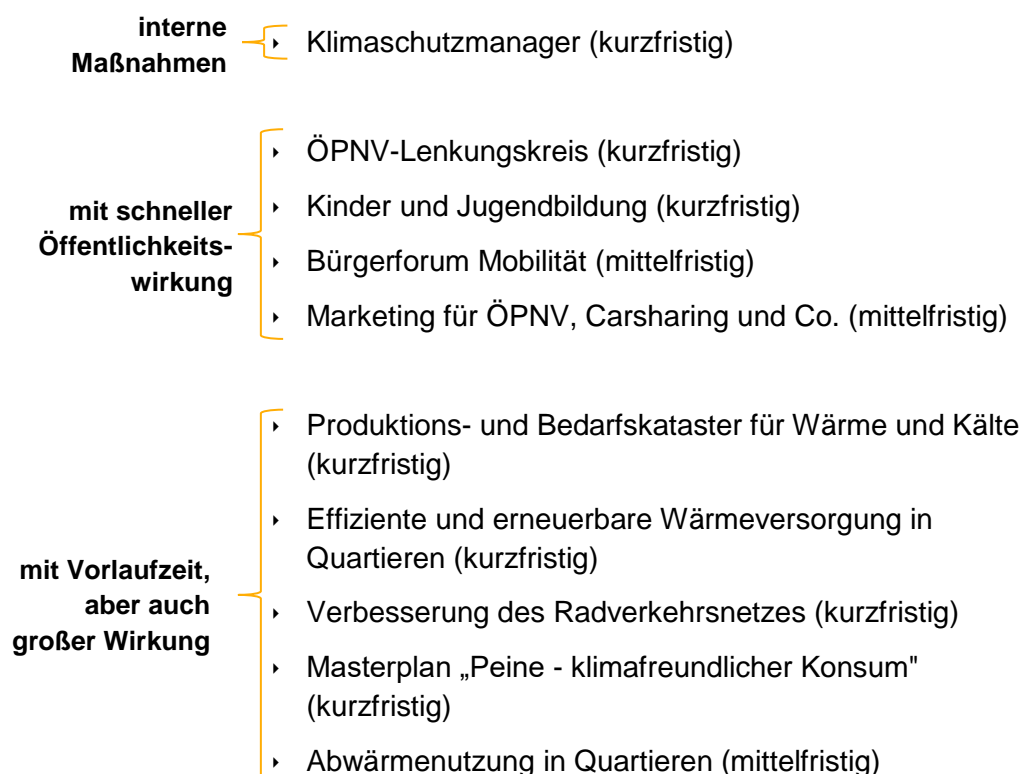 interne
Maßnahmen
‣ Klimaschutzmanager (kurzfristig)
mit schneller
Öffentlichkeits-
wirkung
‣ ÖPNV-Lenkungskreis (kurzfristig)
‣ Kinder und Jugendbildung (kurzfristig)
‣ Bürgerforum Mobilität (mittelfristig)
‣ Marketing für ÖPNV, Carsharing und Co. (mittelfristig)
mit Vorlaufzeit,
aber auch
großer Wirkung
‣ Produktions- und Bedarfskataster für Wärme und Kälte
(kurzfristig)
‣ Effiziente und erneuerbare Wärmeversorgung in
Quartieren (kurzfristig)
‣ Verbesserung des Radverkehrsnetzes (kurzfristig)
‣ Masterplan „Peine - klimafreundlicher Konsum"
(kurzfristig)
‣ Abwärmenutzung in Quartieren (mittelfristig)